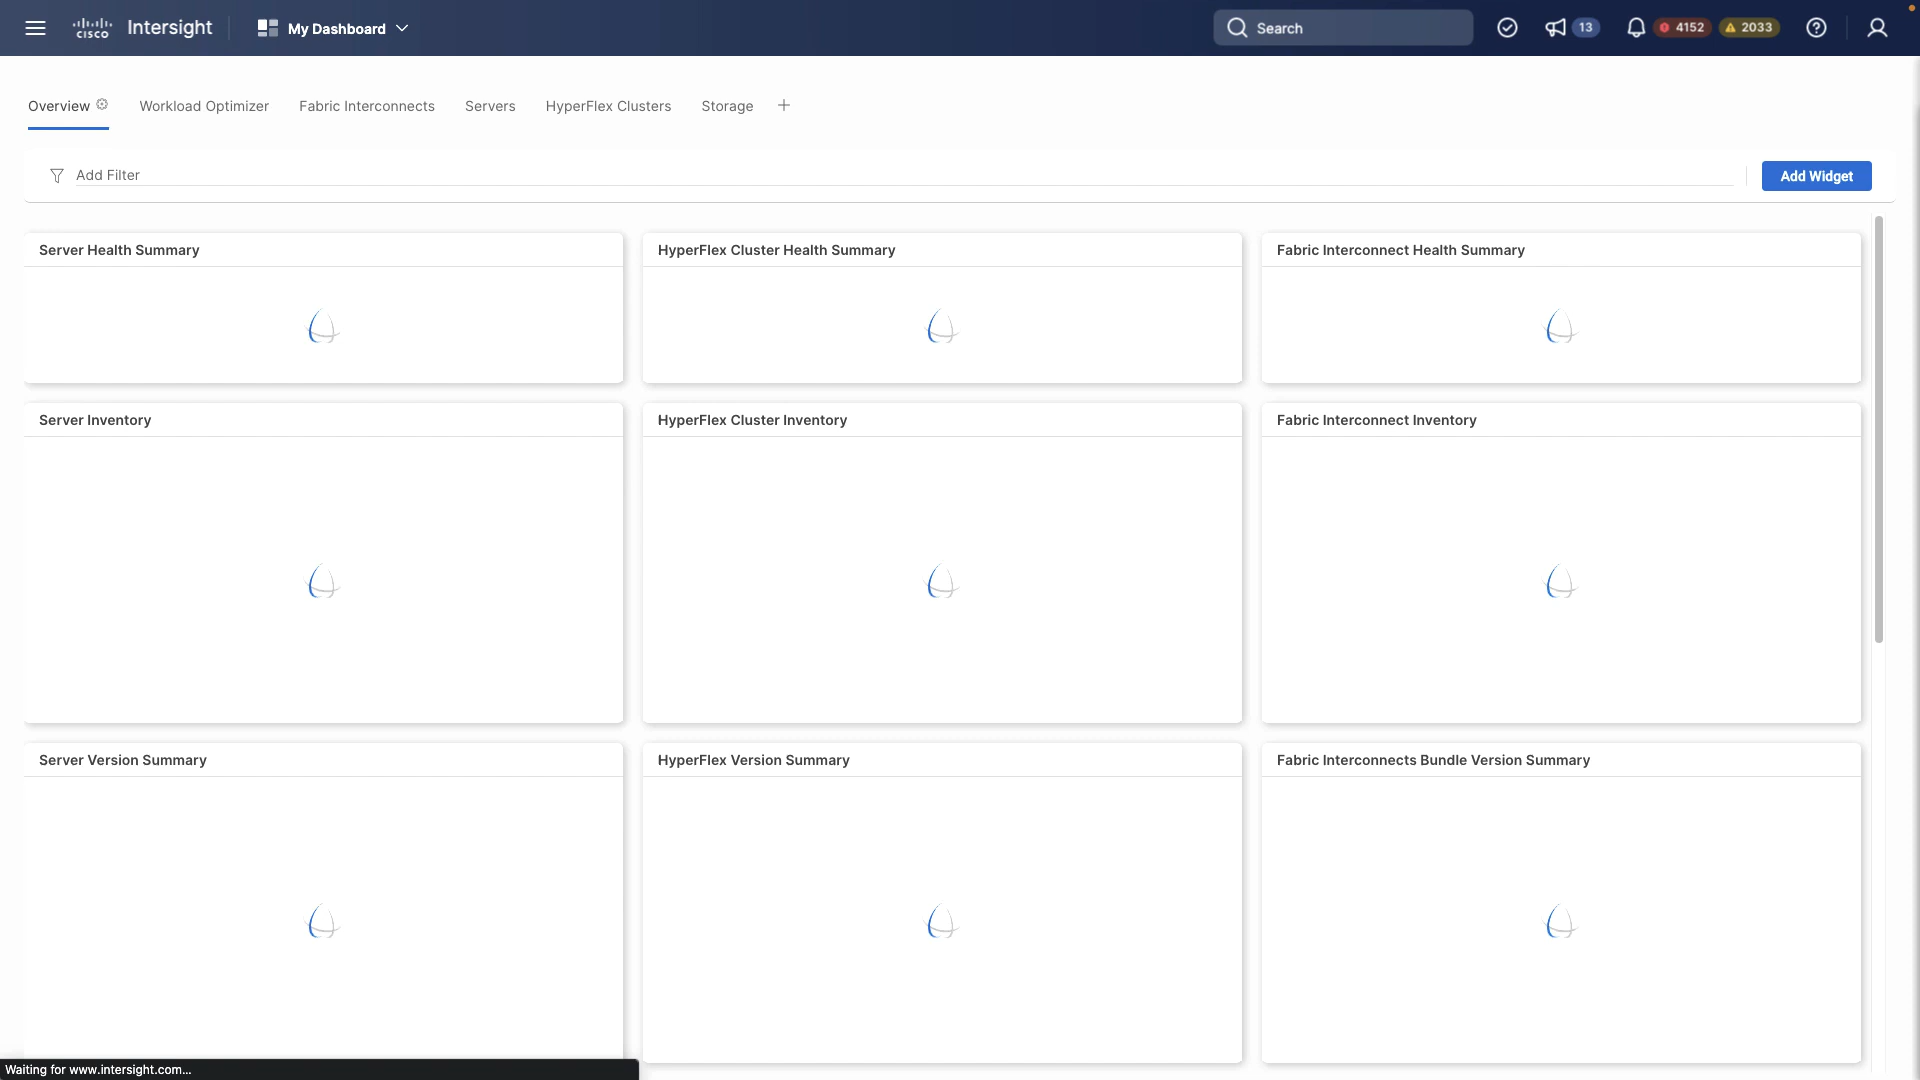 cisco Intersight My Dashboard Search 13 4152 2033
Overview Workload Optimizer Fabric Interconnects Servers HyperFlex Clusters Storage +
Add Filter Add Widget
Server Health Summary HyperFlex Cluster Health Summary Fabric Interconnect Health Summary
Server Inventory HyperFlex Cluster Inventory Fabric Interconnect Inventory
Server Version Summary HyperFlex Version Summary Fabric Interconnects Bundle Version Summary
Waiting for www.intersight.com...